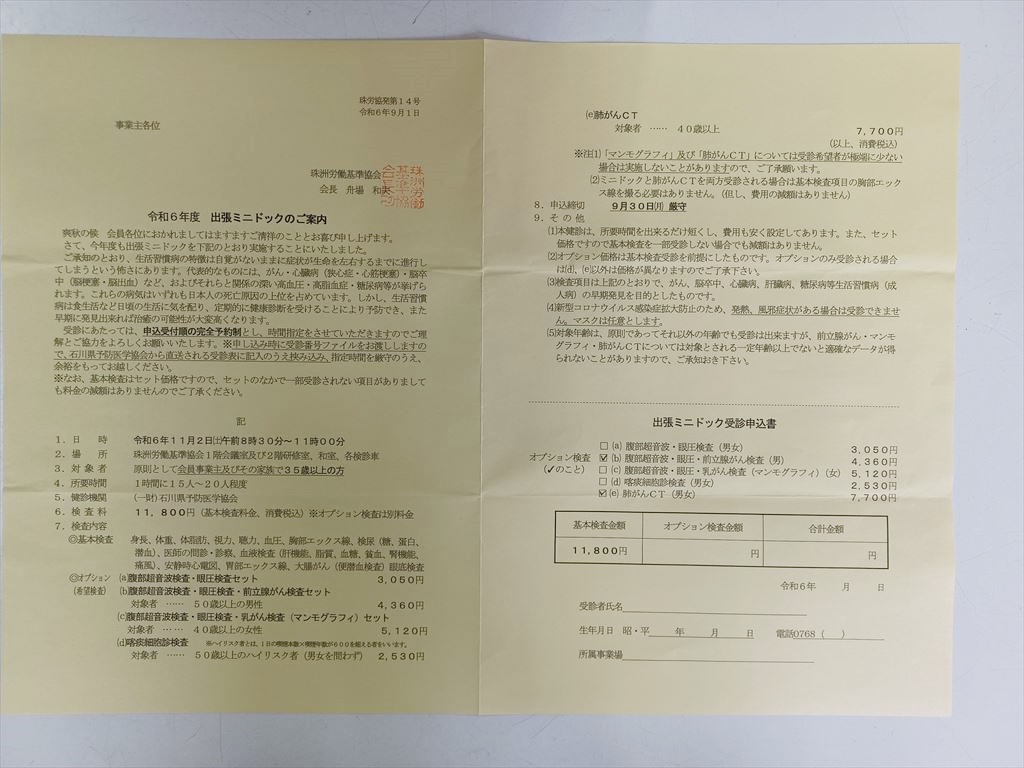 珠労協発第14号
令和6年9月1日
事業主各位
珠洲労働基準協会
会長 舟場 和夫
令和6年度 出張ミニドックのご案内
爽秋の候 会員各位におかれましてはますますご清祥のこととお喜び申し上げます。
さて、今年度も出張ミニドックを下記のとおり実施することにいたしました。
ご承知のとおり、生活習慣病の特徴は自覚がないままに症状が生命を左右するまでに進行し
てしまうという怖さにあります。代表的なものには、がん・心臓病（狭心症・心筋梗塞）・脳卒
中（脳梗塞・脳出血）など、およびそれらと関係の深い高血圧・高脂血症・糖尿病等が挙げら
れます。これらの病気はいずれも日本人の死亡原因の上位を占めています。しかし、生活習慣
病は食生活など日頃の生活に気を配り、定期的に健康診断を受けることにより予防でき、また
早期に発見出来れば治癒の可能性が大変高くなります。
受診にあたっては、申込受付順の完全予約制とし、時間指定をさせていただきますのでご理
解とご協力をよろしくお願いいたします。※申し込み時に受診番号ファイルをお渡ししますの
で、石川県予防医学協会から直送される受診表に記入のうえ挟み込み、指定時間を厳守のうえ、
余裕をもってお越しください。
※なお、基本検査はセット価格ですので、セットのなかで一部受診されない項目がありまして
も料金の減額はありませんのでご了承ください。
記
1．日 時 令和6年11月2日㈯午前8時30分～11時00分
2．場 所 珠洲労働基準協会1階会議室及び2階研修室、和室、各検診車
3．対 象 者 原則として会員事業主及びその家族で35歳以上の方
4．所要時間 1時間に15人～20人程度
5．健診機関 （一財）石川県予防医学協会
6．検 査 料 11，800円（基本検査料金、消費税込）※オプション検査は別料金
7．検査内容
◎基本検査 身長、体重、体脂肪、視力、聴力、血圧、胸部エックス線、検尿（糖、蛋白、
潜血）、医師の問診・診察、血液検査（肝機能、脂質、血糖、貧血、腎機能、
痛風）、安静時心電図、胃部エックス線、大腸がん（便潜血検査）眼底検査
◎オプション (a)腹部超音波検査・眼圧検査セット 3，050円
（希望検査） (b)腹部超音波検査・眼圧検査・前立腺がん検査セット
対象者 …… 50歳以上の男性 4，360円
(c)腹部超音波検査・眼圧検査・乳がん検査（マンモグラフィ）セット
対象者 …… 40歳以上の女性 5，120円
(d)喀痰細胞診検査 ※ハイリスク者とは、1日の喫煙本数×喫煙年数が600を超える者をいいます。
対象者 …… 50歳以上のハイリスク者（男女を問わず） 2，530円
(e)肺がんCT
対象者 …… 40歳以上 7，700円
（以上、消費税込）
※注⑴「マンモグラフィ」及び「肺がんCT」については受診希望者が極端に少ない
場合は実施しないことがありますので、ご了承願います。
⑵ミニドックと肺がんCTを両方受診される場合は基本検査項目の胸部エック
ス線を撮る必要はありません。（但し、費用の減額はありません）
8．申込締切 9月30日㈪ 厳守
9．そ の 他
⑴本健診は、所要時間を出来るだけ短くし、費用も安く設定してあります。また、セット
価格ですので基本検査を一部受診しない場合でも減額はありません。
⑵オプション価格は基本検査受診を前提にしたものです。オプションのみ受診される場合
は(d)、(e)以外は価格が異なりますのでご了承下さい。
⑶検査項目は上記のとおりで、がん、脳卒中、心臓病、肝臓病、糖尿病等生活習慣病（成
人病）の早期発見を目的としたものです。
⑷新型コロナウイルス感染症拡大防止のため、発熱、風邪症状がある場合は受診できませ
ん。マスクは任意とします。
⑸対象年齢は、原則であってそれ以外の年齢でも受診出来ますが、前立腺がん・マンモ
グラフィ・肺がんCTについては対象とされる一定年齢以上でないと適確なデータが得
られないことがありますので、ご承知おき下さい。
出張ミニドック受診申込書
オプション検査
（✓のこと）
□ (a) 腹部超音波・眼圧検査（男女） 3，050円
☑ (b) 腹部超音波・眼圧・前立腺がん検査（男） 4，360円
□ (c) 腹部超音波・眼圧・乳がん検査（マンモグラフィ）（女） 5，120円
□ (d) 喀痰細胞診検査（男女） 2，530円
☑ (e) 肺がんCT（男女） 7，700円
基本検査金額 オプション検査金額 合計金額
11,800円 円 円
令和6年 月 日
受診者氏名
生年月日 昭・平 年 月 日 電話0768（ ）
所属事業場